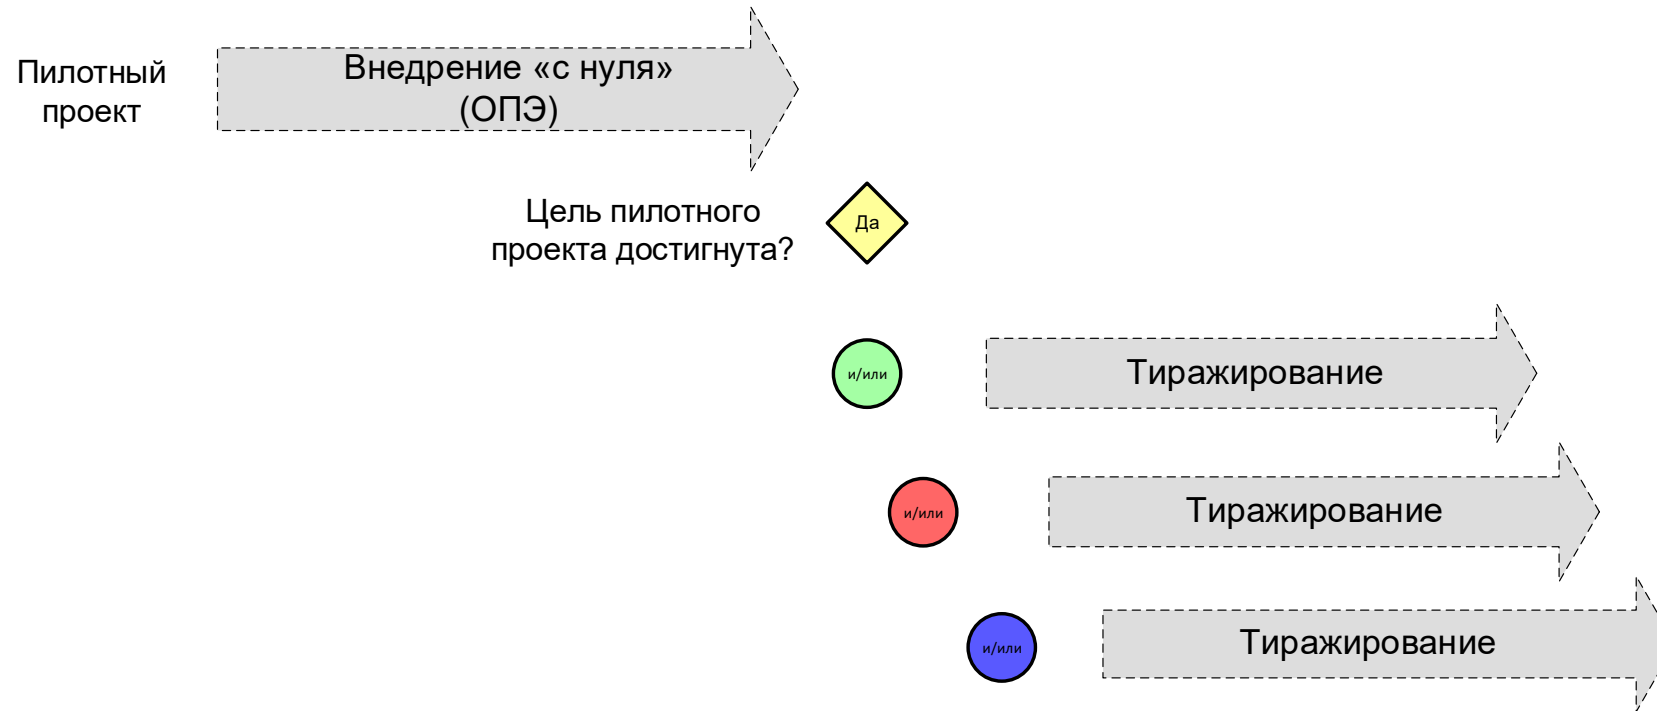 Пилотный
проект
Внедрение «с нуля»
(ОПЭ)
Цель пилотного
проекта достигнута?
Да
и/или
Тиражирование
и/или
Тиражирование
и/или
Тиражирование